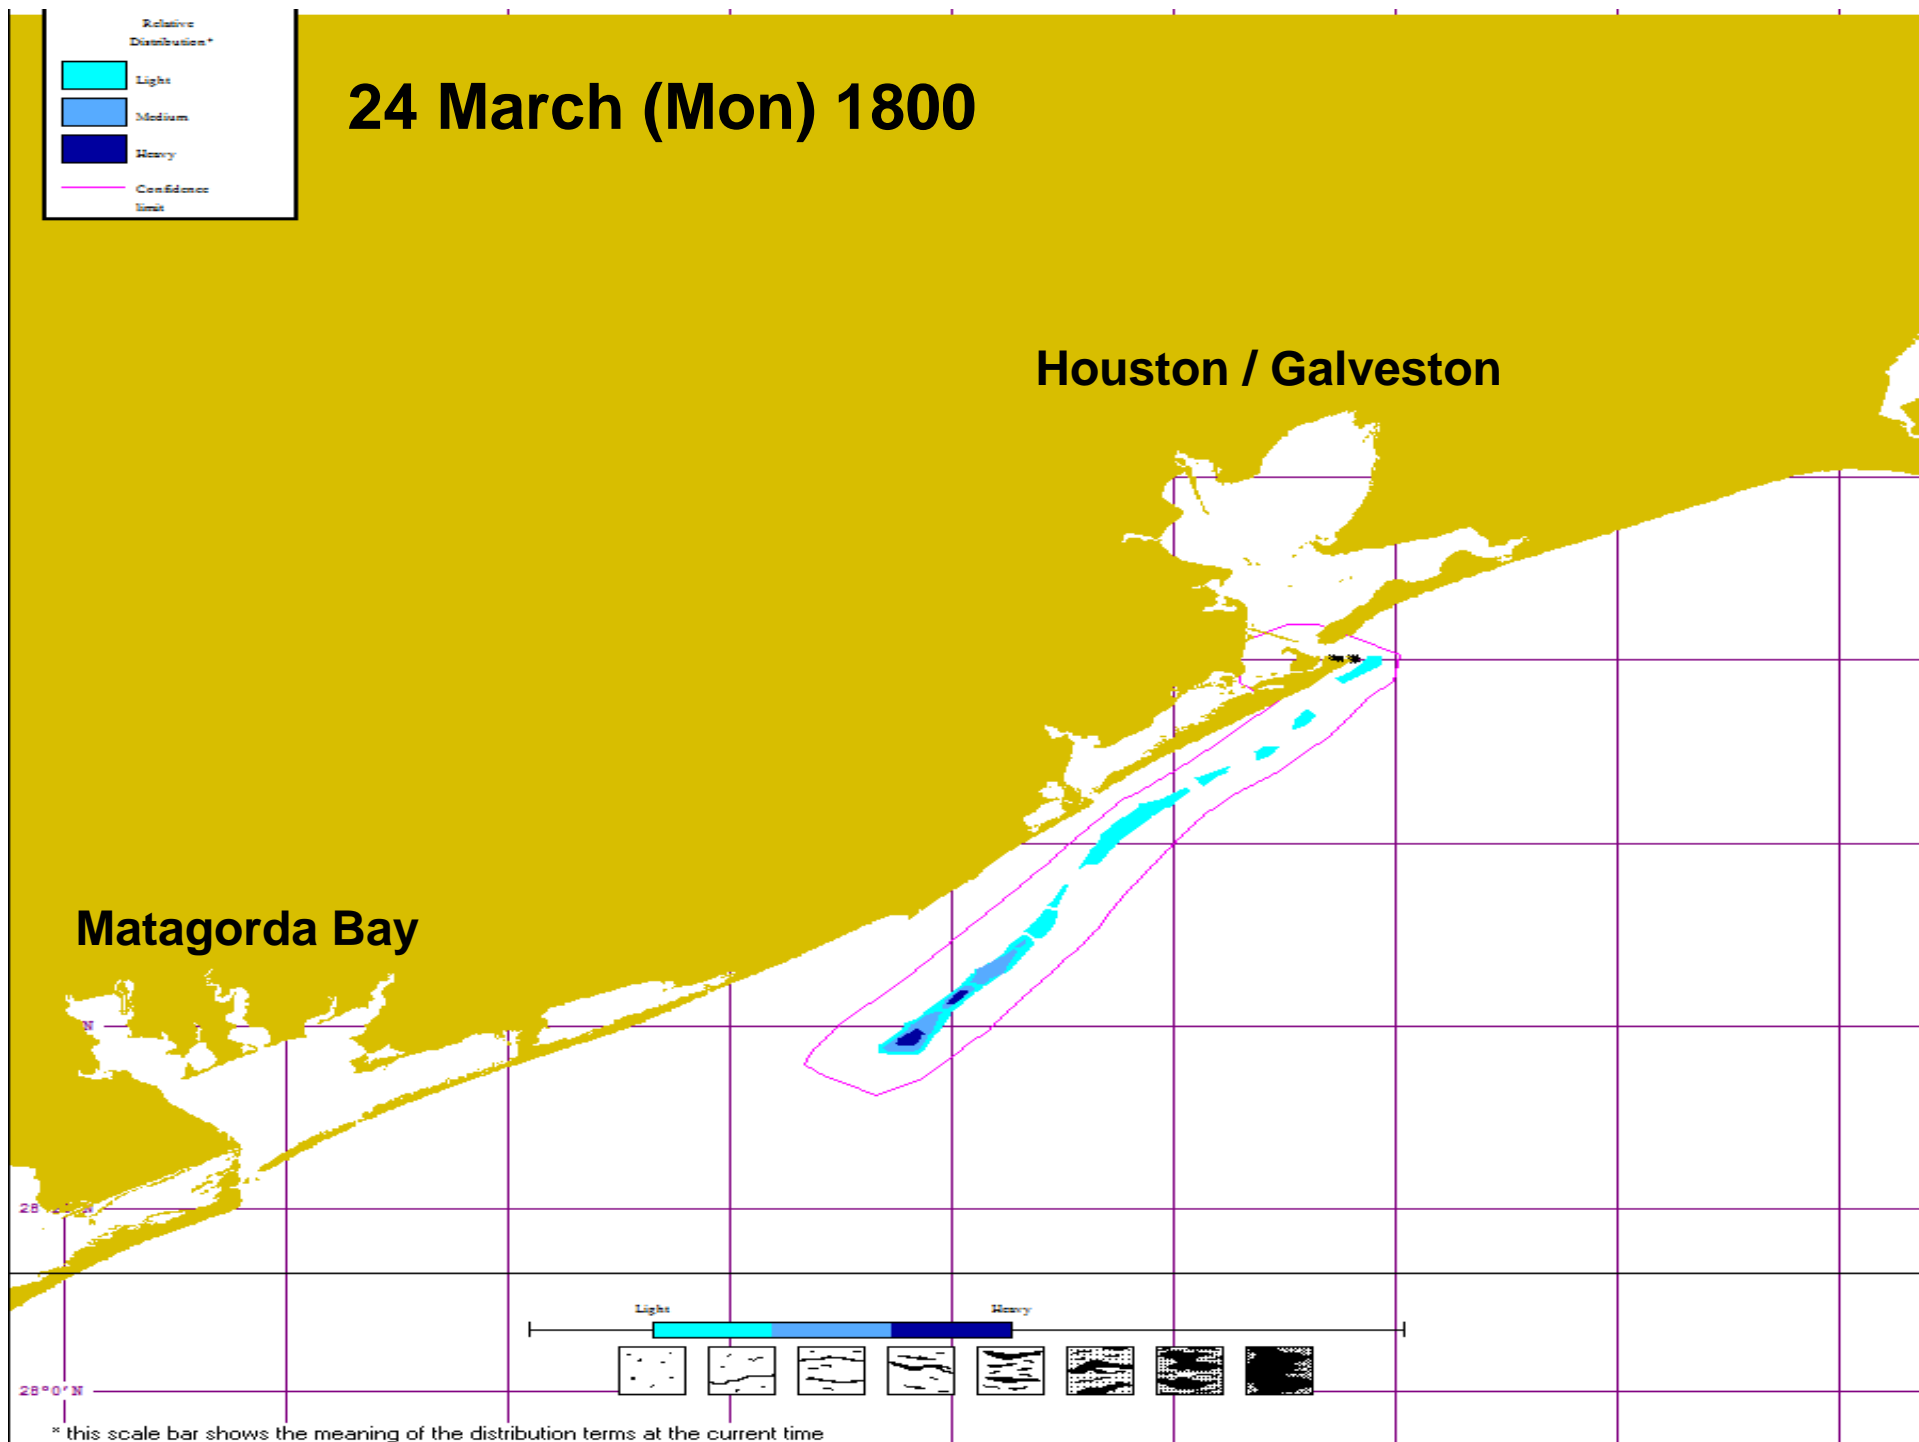 Relative
Distribution*
Light
Medium
Heavy
Confidence
limit
24 March (Mon) 1800
Houston / Galveston
Matagorda Bay
N
28 N
Light Heavy
28°0'N
* this scale bar shows the meaning of the distribution terms at the current time